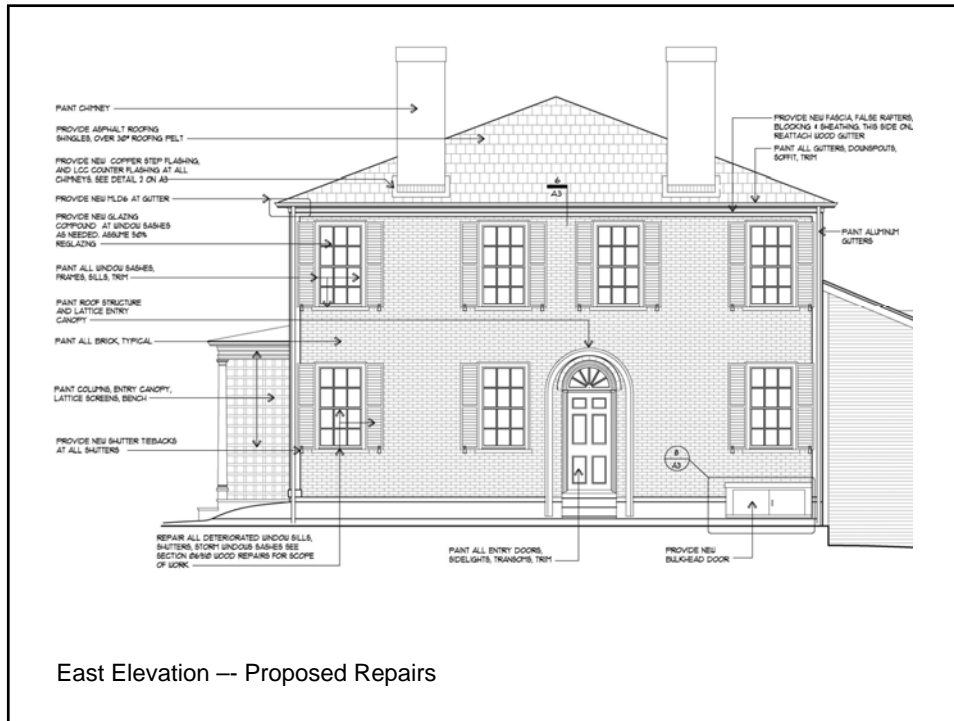 PAINT CHIMNEY
PROVIDE ASPHALT ROOFING
SHINGLES, OVER 30# ROOFING FELT
PROVIDE NEW COPPER STEP FLASHING,
AND LCC COUNTER FLASHING AT ALL
CHIMNEYS. SEE DETAIL 2 ON A3
PROVIDE NEW MLDG AT GUTTER
PROVIDE NEW GLAZING
COMPOUND AT WINDOW SASHES
AS NEEDED. ASSUME 50%
REGLAZING
PAINT ALL WINDOW SASHES,
FRAMES, SILLS, TRIM
PAINT ROOF STRUCTURE
AND LATTICE ENTRY
CANOPY
PAINT ALL BRICK, TYPICAL
PAINT COLUMNS, ENTRY CANOPY,
LATTICE SCREENS, BENCH
PROVIDE NEW SHUTTER TIEBACKS
AT ALL SHUTTERS
REPAIR ALL DETERIORATED WINDOW SILLS,
SHUTTERS, STORM WINDOWS SASHES SEE
SECTION 06910 WOOD REPAIRS FOR SCOPE
OF WORK
6
A3
PROVIDE NEW FASCIA, FALSE RAFTERS,
BLOCKING & SHEATHING, THIS SIDE ONL
REATTACH WOOD GUTTER
PAINT ALL GUTTERS, DOWNSPOUTS,
SOFFIT, TRIM
PAINT ALUMINUM
GUTTERS
8
A3
PAINT ALL ENTRY DOORS,
SIDELIGHTS, TRANSOMS, TRIM
PROVIDE NEW
BULKHEAD DOOR
East Elevation –- Proposed Repairs